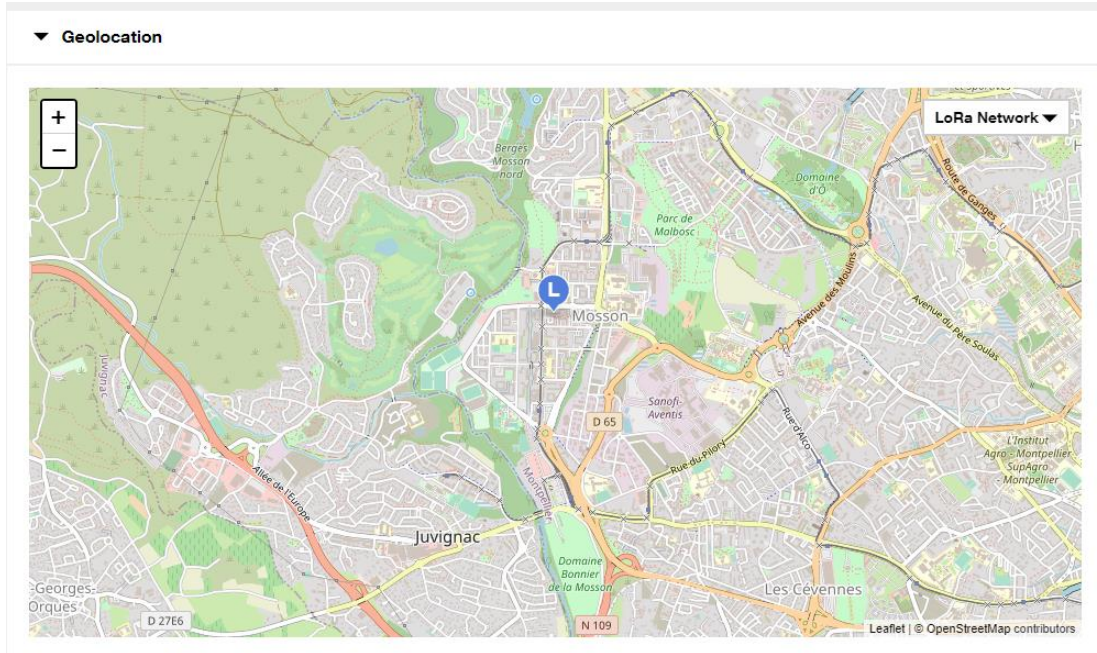 Geolocation
+
−
LoRa Network
Berges
Mosson
nord
Domaine
d'Ô
Route de Ganges
Parc de
Malbosc
Avenue des Moulins
L
Mosson
Avenue du Père Soulas
Juvignac
Sanofi-
Aventis
D 65
Rue d'Alco
Rue du Pilory
L'Institut
Agro - Montpellier
SupAgro
- Montpellier
Allée de l'Europe
Montpellier
Juvignac
Domaine
Bonnier
de la Mosson
-Georges-
Orques
Les Cévennes
D 27E6
N 109
Leaflet | © OpenStreetMap contributors